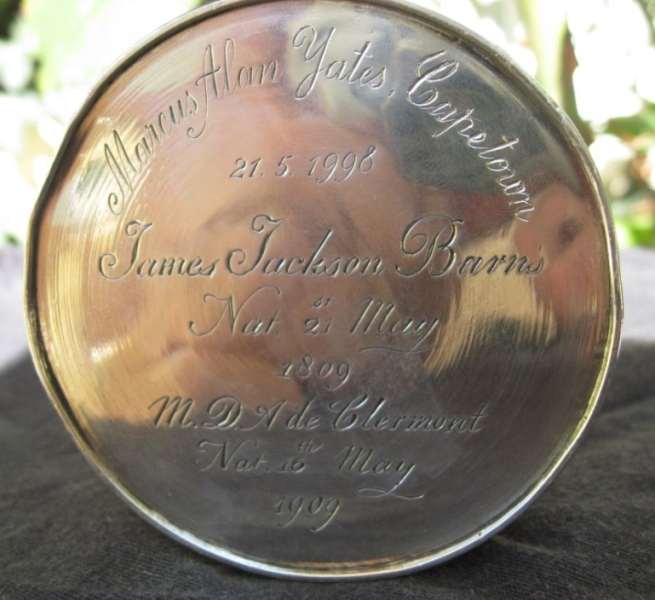 Marcus Alan Yates, Capetown
21.5.1998
James Jackson Barns
Nat. 21st May
1809
M.D.A de Clermont
Nat. 16th May
1909